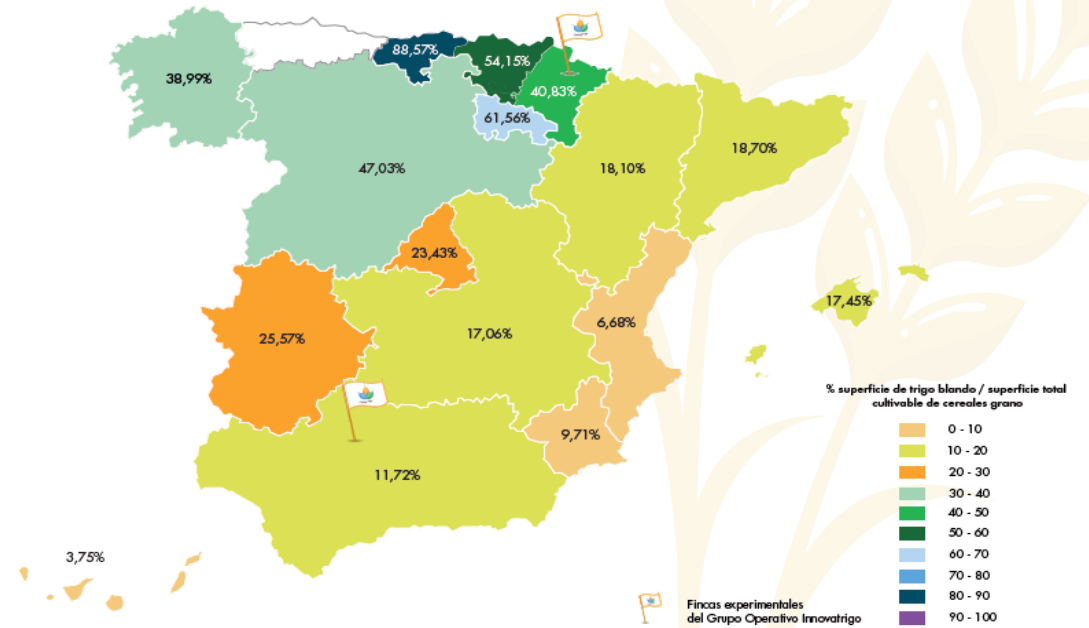 88,57%
54,15%
38,99%
40,83%
61,56%
47,03%
18,10%
18,70%
23,43%
17,45%
6,68%
25,57%
17,06%
9,71%
11,72%
3,75%
% superficie de trigo blando / superficie total
cultivable de cereales grano
0 - 10
10 - 20
20 - 30
30 - 40
40 - 50
50 - 60
60 - 70
70 - 80
80 - 90
90 - 100
Fincas experimentales
del Grupo Operativo Innovatrigo